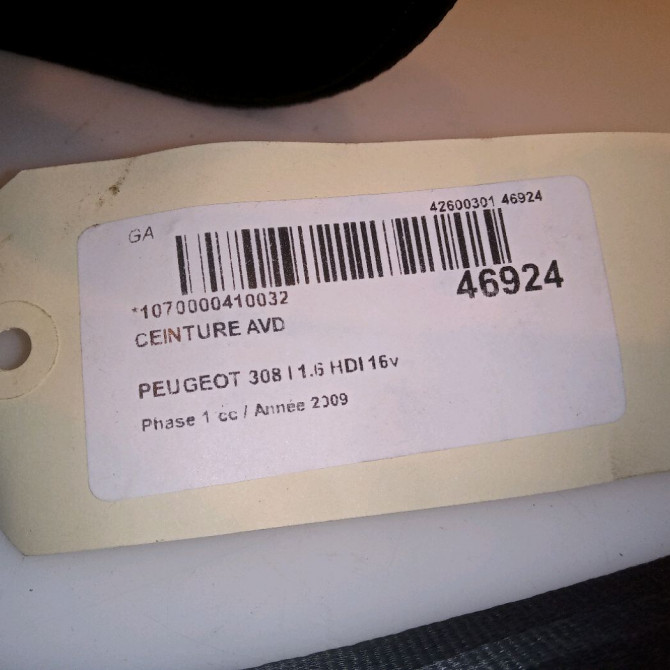 GA
42600301 46924
*1070000410032
46924
CEINTURE AVD
PEUGEOT 308 I 1.6 HDI 16v
Phase 1 cc / Année 2009